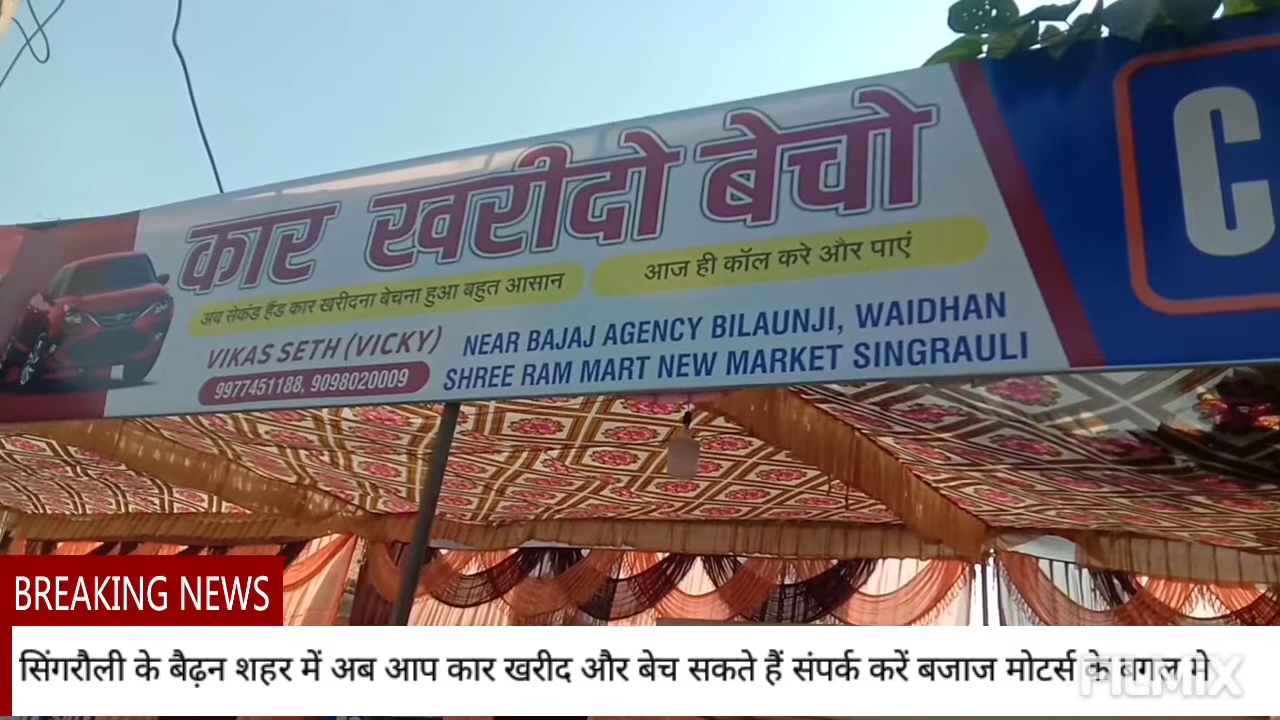 कार खरीदो बेचो
अब सेकंड हैंड कार खरीदना बेचना हुआ बहुत आसान
आज ही कॉल करे और पाएं
VIKAS SETH (VICKY)
9977451188, 9098020009
NEAR BAJAJ AGENCY BILAUNJI, WAIDHAN
SHREE RAM MART NEW MARKET SINGRAULI
C
BREAKING NEWS
सिंगरौली के बैढ़न शहर में अब आप कार खरीद और बेच सकते हैं संपर्क करें बजाज मोटर्स के बगल मे
FILMIX